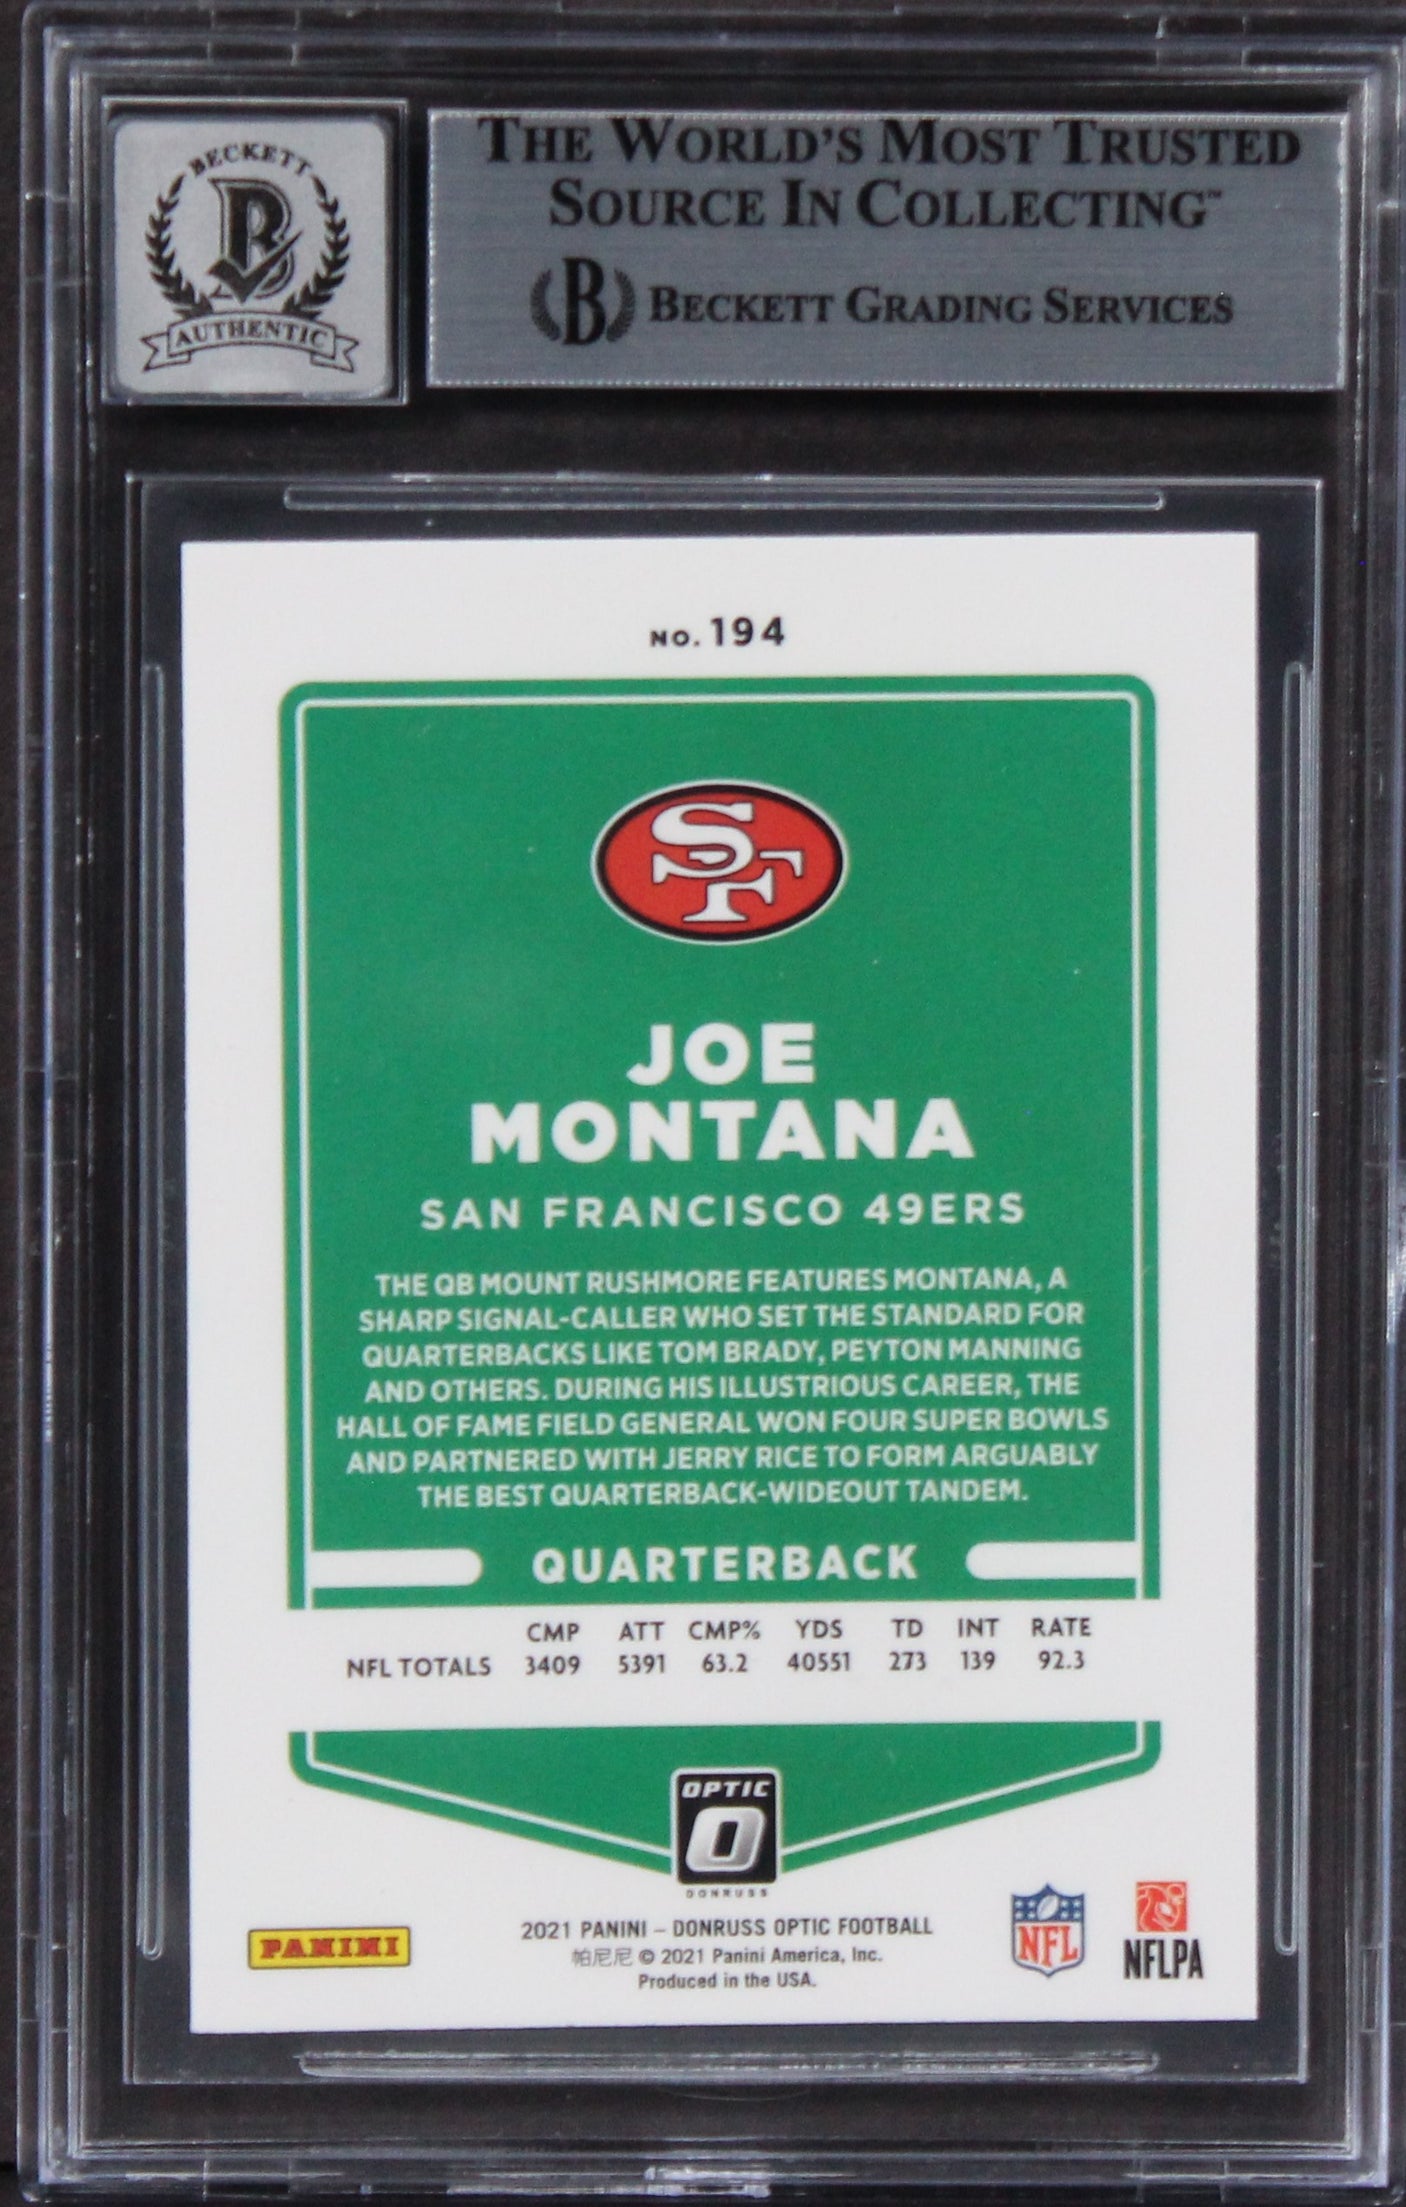 BECKETT
B
AUTHENTIC
THE WORLD'S MOST TRUSTED
SOURCE IN COLLECTING™
B BECKETT GRADING SERVICES
NO. 194
SF
JOE
MONTANA
SAN FRANCISCO 49ERS
THE QB MOUNT RUSHMORE FEATURES MONTANA, A
SHARP SIGNAL-CALLER WHO SET THE STANDARD FOR
QUARTERBACKS LIKE TOM BRADY, PEYTON MANNING
AND OTHERS. DURING HIS ILLUSTRIOUS CAREER, THE
HALL OF FAME FIELD GENERAL WON FOUR SUPER BOWLS
AND PARTNERED WITH JERRY RICE TO FORM ARGUABLY
THE BEST QUARTERBACK-WIDEOUT TANDEM.
QUARTERBACK
CMP ATT CMP% YDS TD INT RATE
NFL TOTALS 3409 5391 63.2 40551 273 139 92.3
OPTIC
O
DONRUSS
PANINI
2021 PANINI – DONRUSS OPTIC FOOTBALL
帕尼尼 © 2021 Panini America, Inc.
Produced in the USA.
NFL
NFLPA